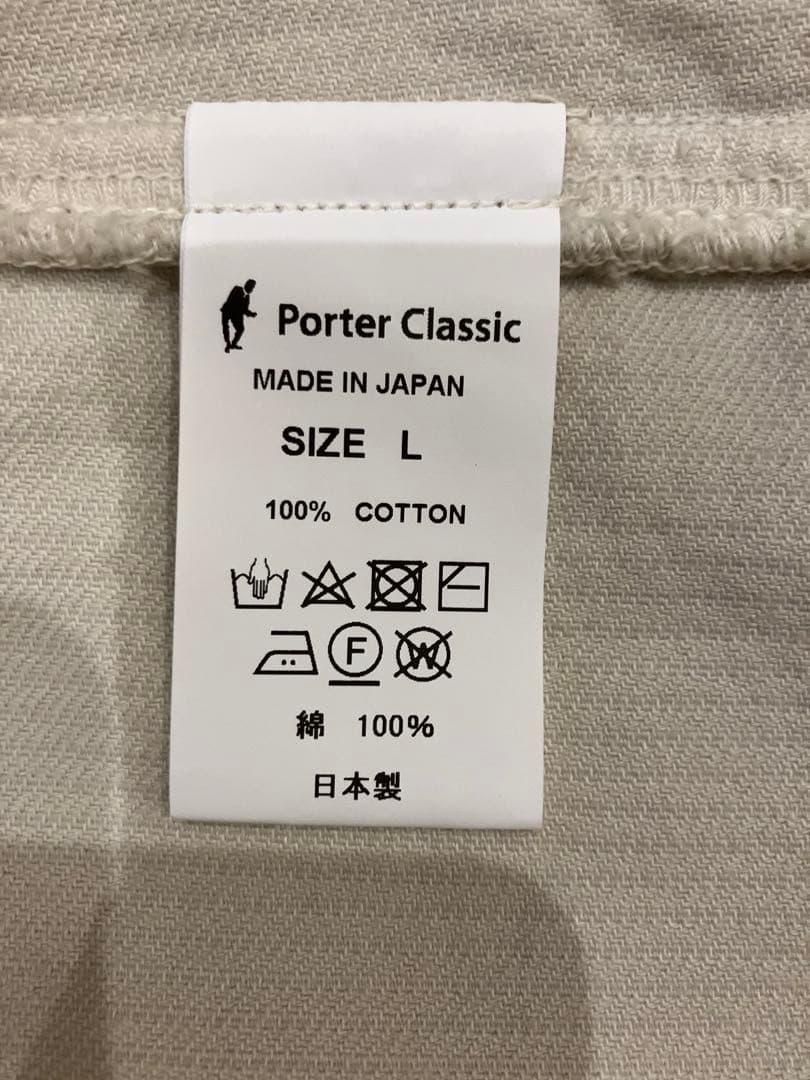 Porter Classic
MADE IN JAPAN
SIZE L
100% COTTON
F W
綿 100%
日本製